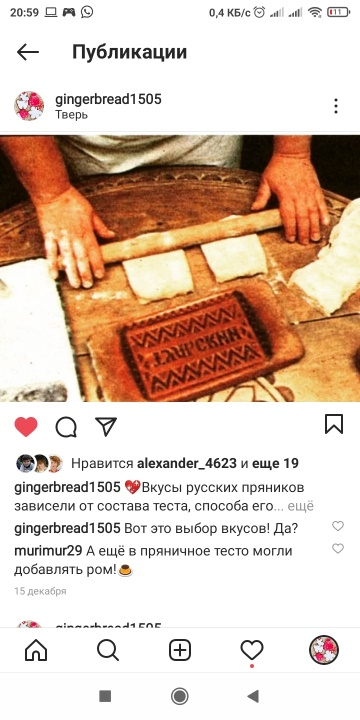 20:59
0,4 КБ/с
11
Публикации
gingerbread1505
Тверь
Нравится alexander_4623 и еще 19
gingerbread1505 💖Вкусы русских пряников
зависели от состава теста, способа его... ещё
gingerbread1505 Вот это выбор вкусов! Да?
murimur29 А ещё в пряничное тесто могли
добавлять ром!🍮
15 декабря
gingerbread1505